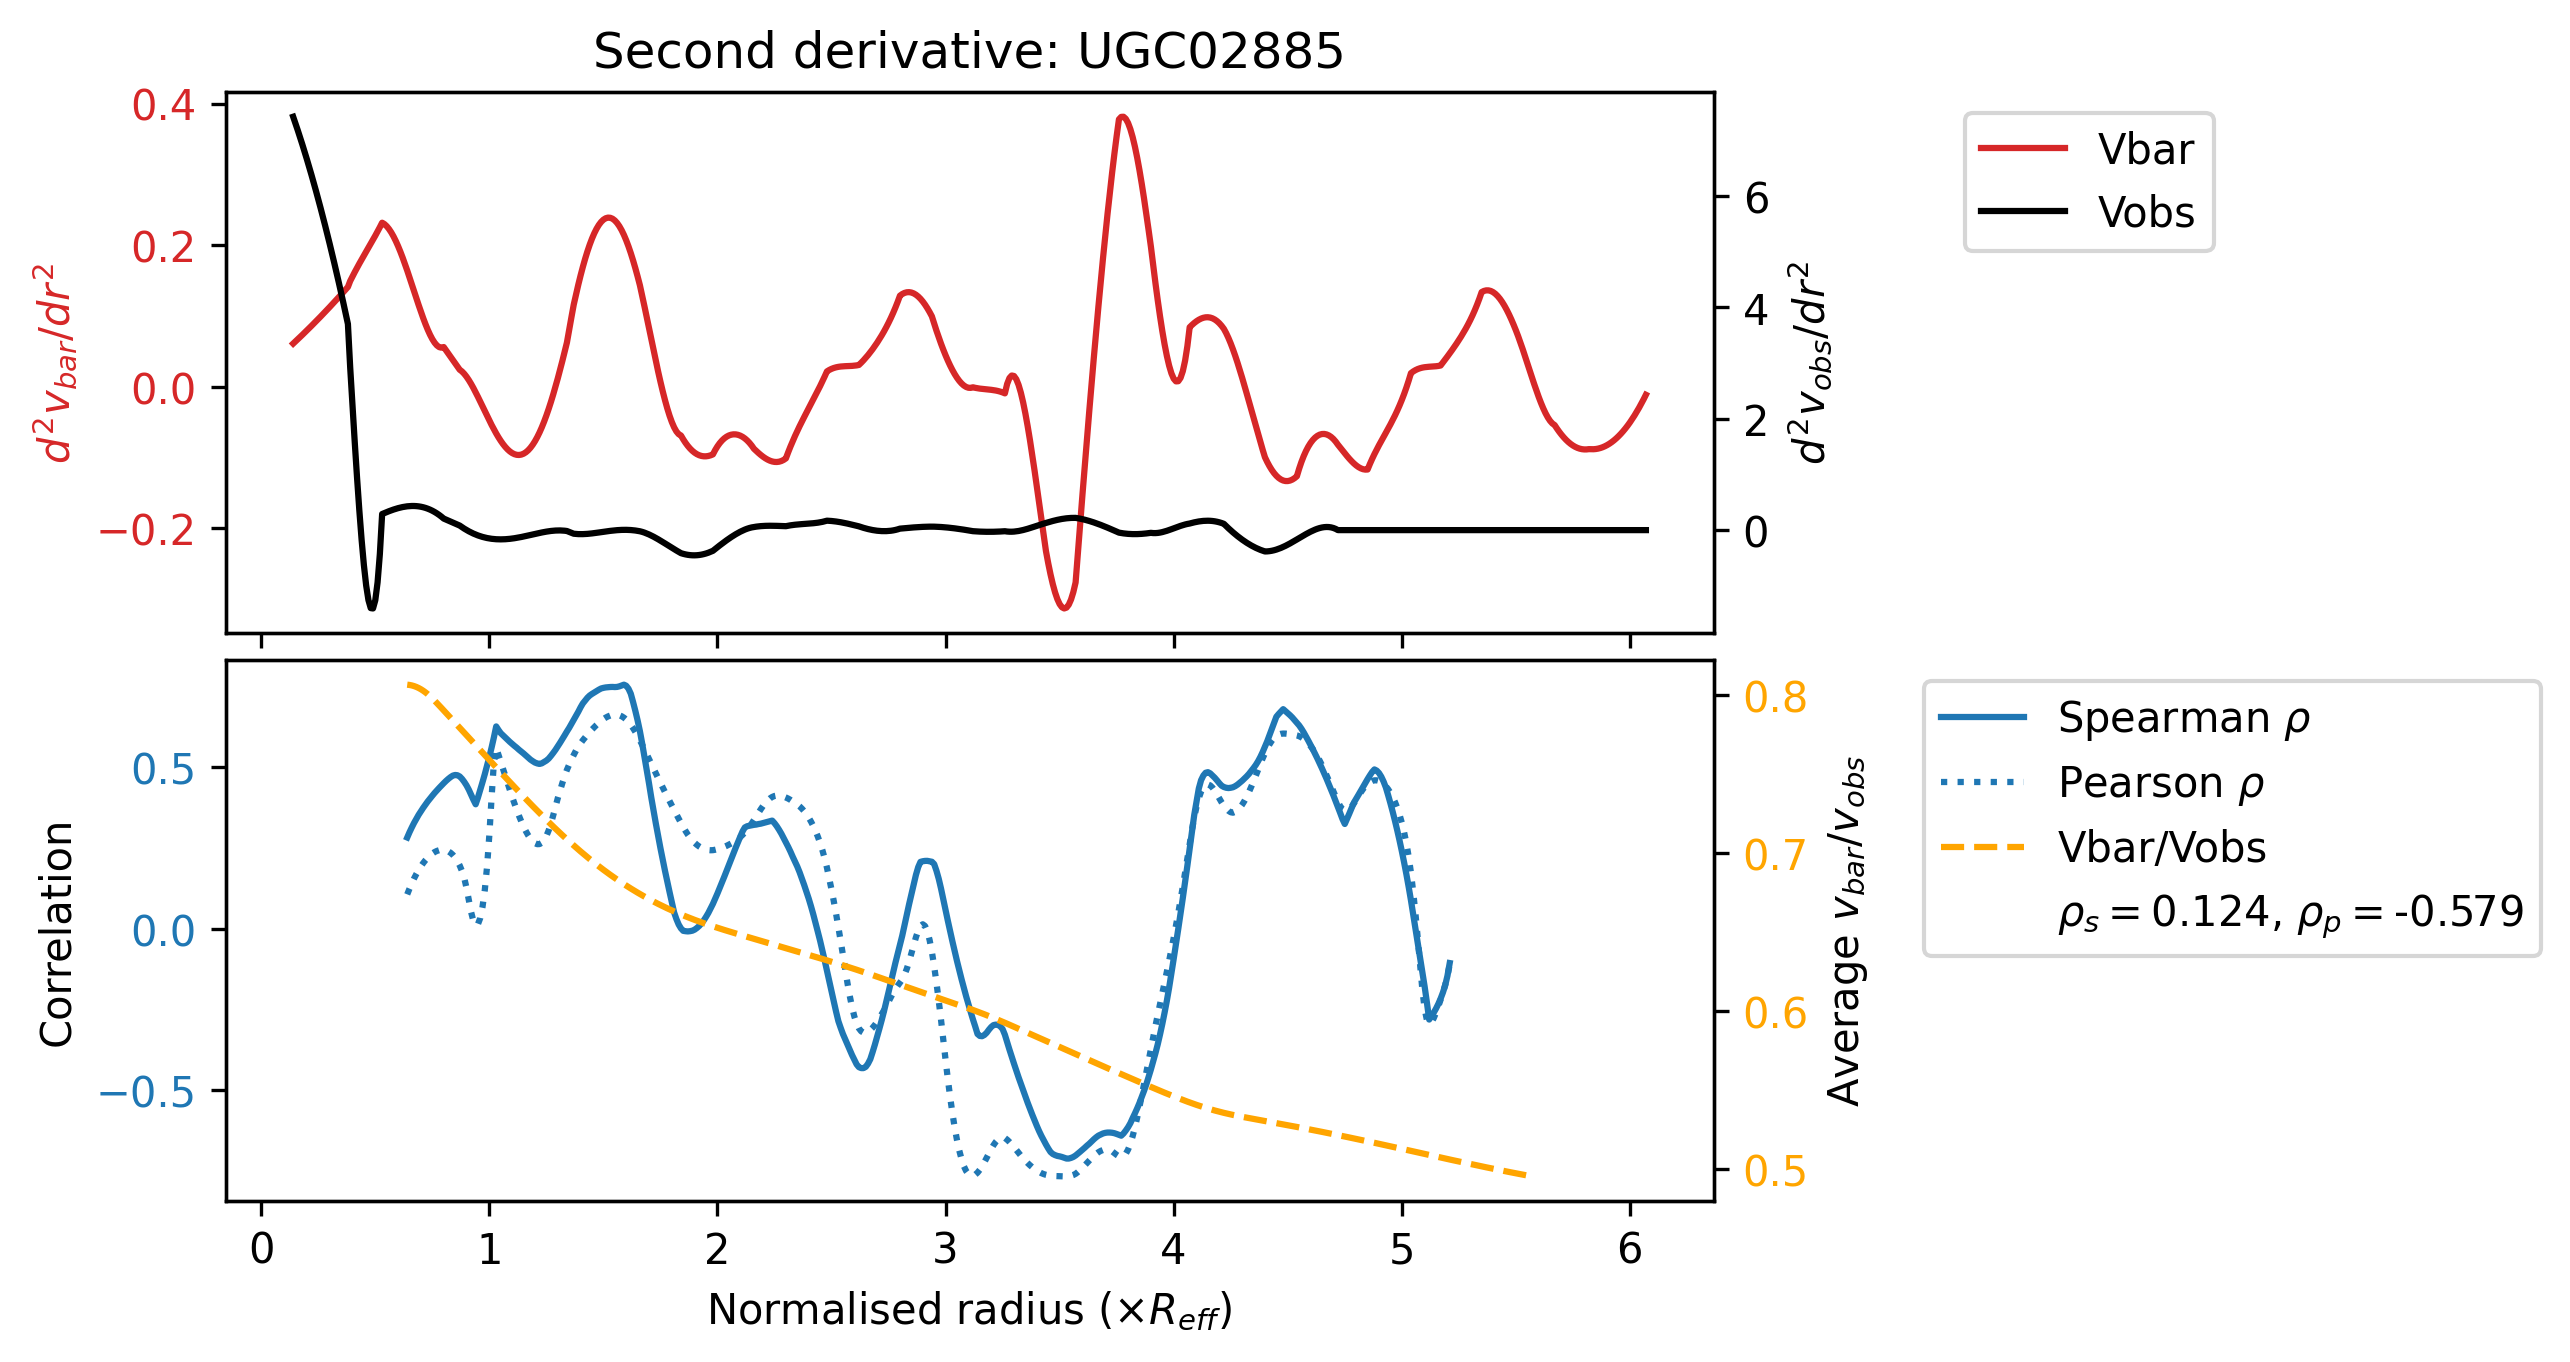 Second derivative: UGC02885
0.4
0.2
0.0
−0.2
d²v_bar/dr²
6
4
2
0
d²v_obs/dr²
Vbar
Vobs
0.5
0.0
−0.5
Correlation
0.8
0.7
0.6
0.5
Average v_bar/v_obs
Spearman ρ
Pearson ρ
Vbar/Vobs
ρ_s = 0.124, ρ_p = -0.579
0 1 2 3 4 5 6
Normalised radius (×R_eff)